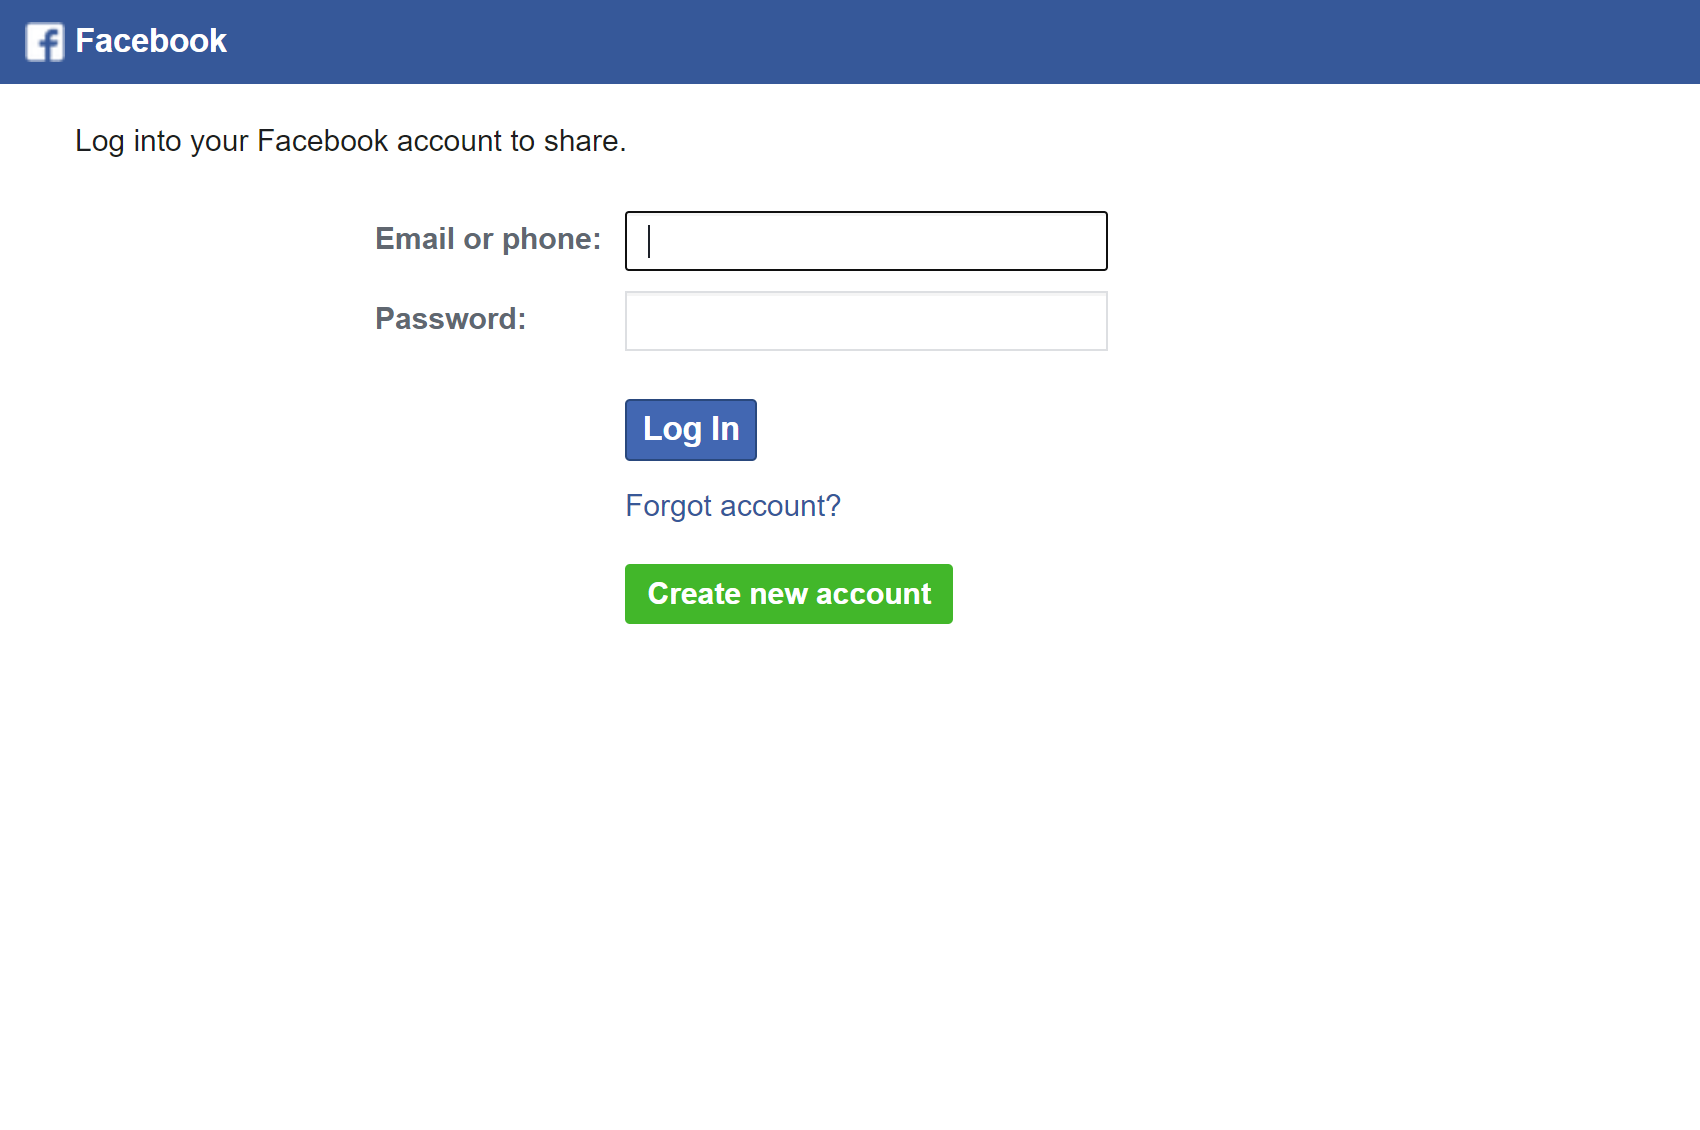 Facebook
Log into your Facebook account to share.
Email or phone:
Password:
Log In
Forgot account?
Create new account